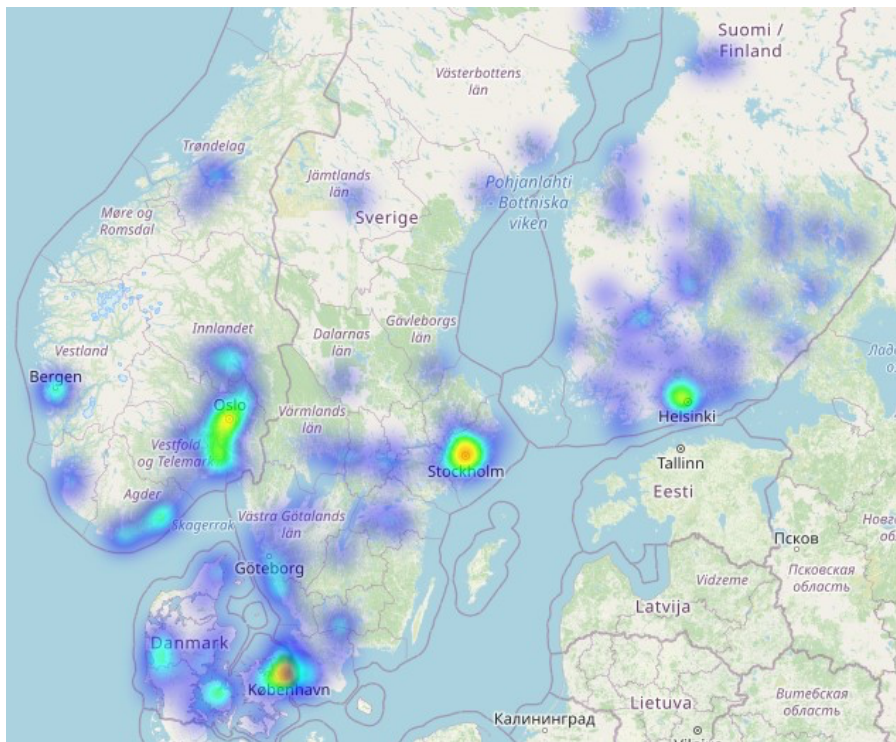 Suomi /
Finland
Västerbottens
län
Trøndelag
Jämtlands
län
Pohjanlahti
- Bottniska
viken
Sverige
Møre og
Romsdal
Innlandet
Gävleborgs
län
Dalarnas
län
Vestland
Bergen
Oslo
Värmlands
län
Helsinki
Vestfold
og Telemark
Stockholm
Tallinn
Eesti
Agder
Skagerrak
Västra Götalands
län
Псков
Псковская
область
Göteborg
Vidzeme
Latvija
Danmark
København
Lietuva
Витебская
область
Калининград